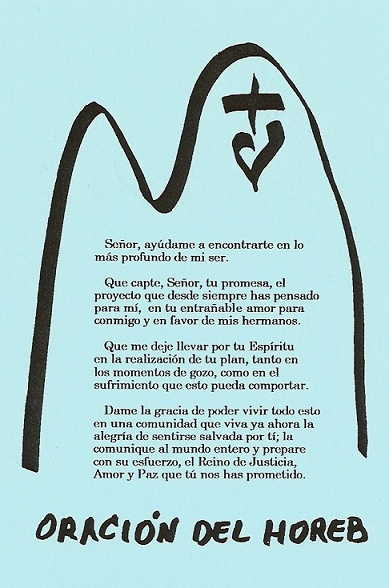 Señor, ayúdame a encontrarte en lo
más profundo de mi ser.
Que capte, Señor, tu promesa, el
proyecto que desde siempre has pensado
para mí, en tu entrañable amor para
conmigo y en favor de mis hermanos.
Que me deje llevar por tu Espíritu
en la realización de tu plan, tanto en
los momentos de gozo, como en el
sufrimiento que esto pueda comportar.
Dame la gracia de poder vivir todo esto
en una comunidad que viva ya ahora la
alegría de sentirse salvada por tí; la
comunique al mundo entero y prepare
con su esfuerzo, el Reino de Justicia,
Amor y Paz que tú nos has prometido.
ORACIÓN DEL HOREB